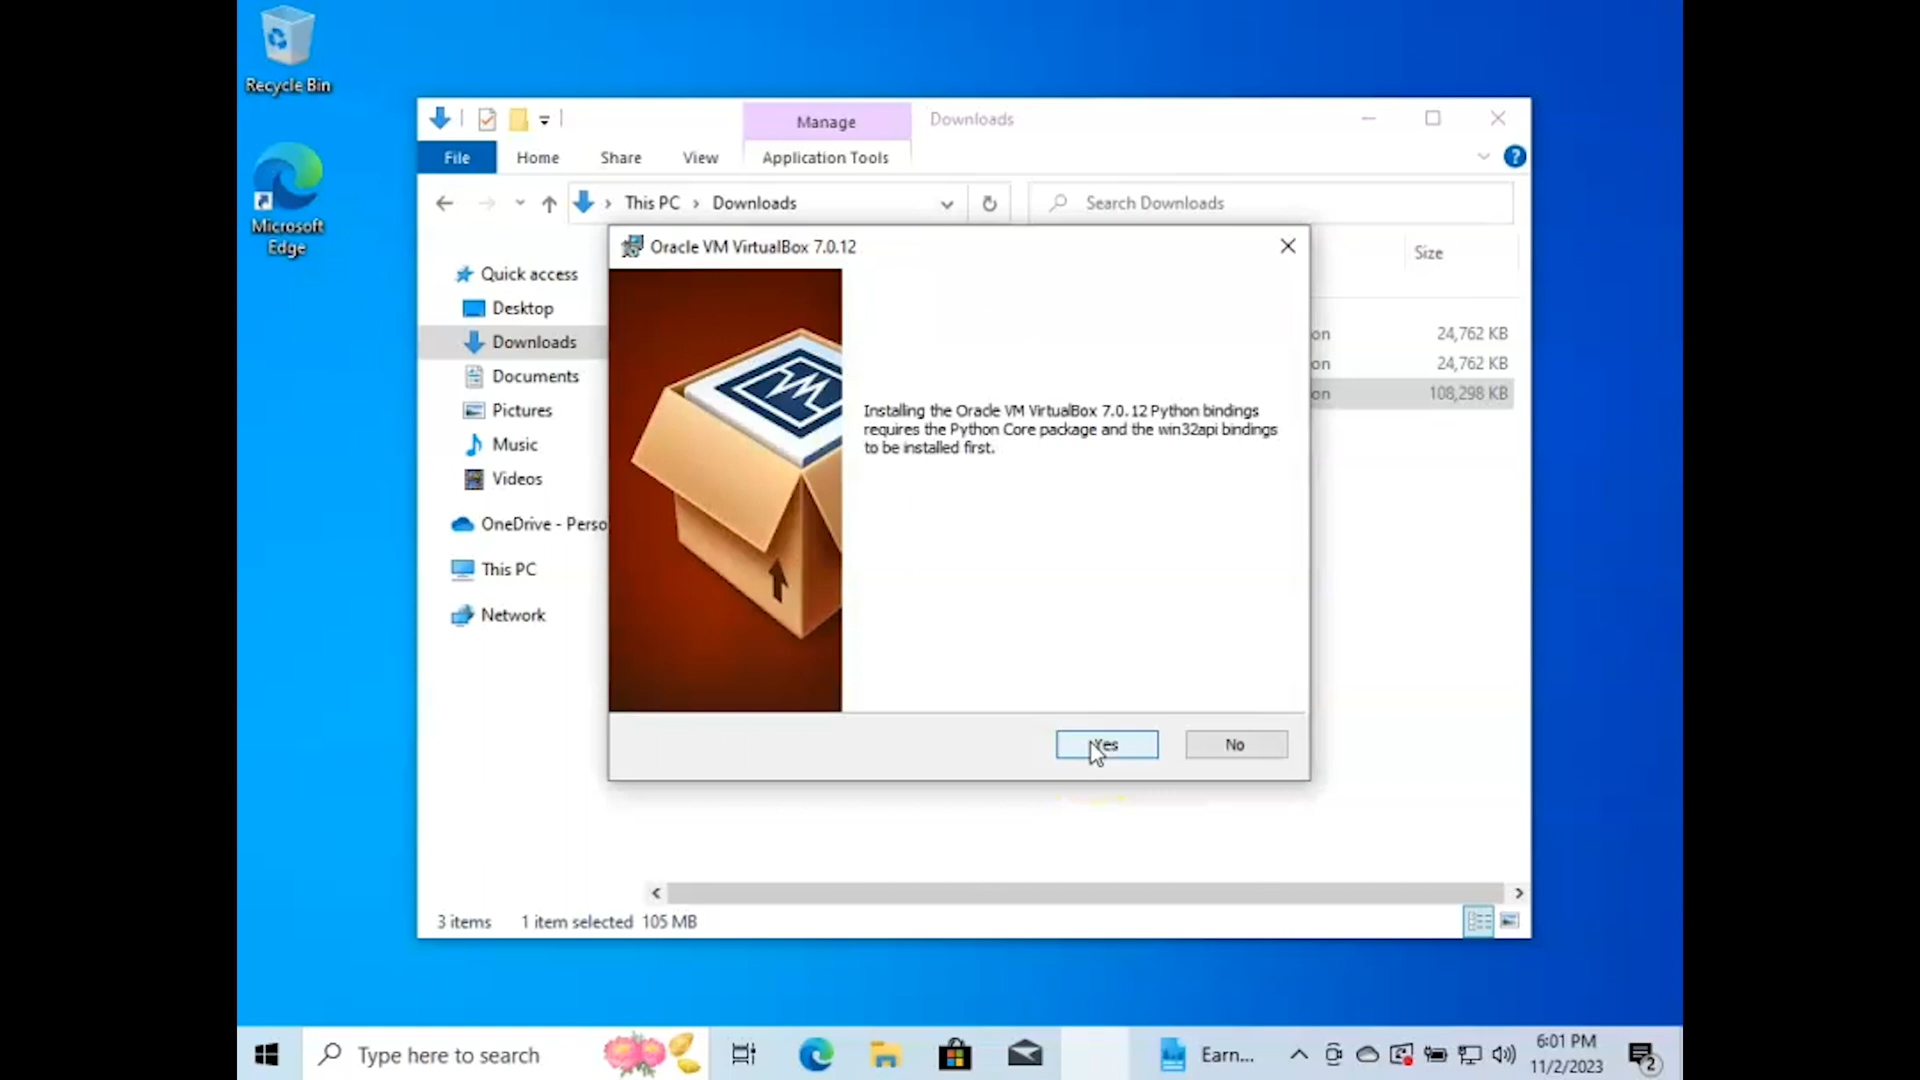 Recycle Bin
Microsoft
Edge
Manage
Downloads
File
Home
Share
View
Application Tools
This PC
Downloads
Search Downloads
Oracle VM VirtualBox 7.0.12
Size
Quick access
Desktop
Downloads
Documents
Pictures
Music
Videos
OneDrive - Perso
This PC
Network
on
24,762 KB
on
24,762 KB
on
108,298 KB
Installing the Oracle VM VirtualBox 7.0.12 Python bindings
requires the Python Core package and the win32api bindings
to be installed first.
Yes
No
3 items
1 item selected 105 MB
Type here to search
Earn...
6:01 PM
11/2/2023
2